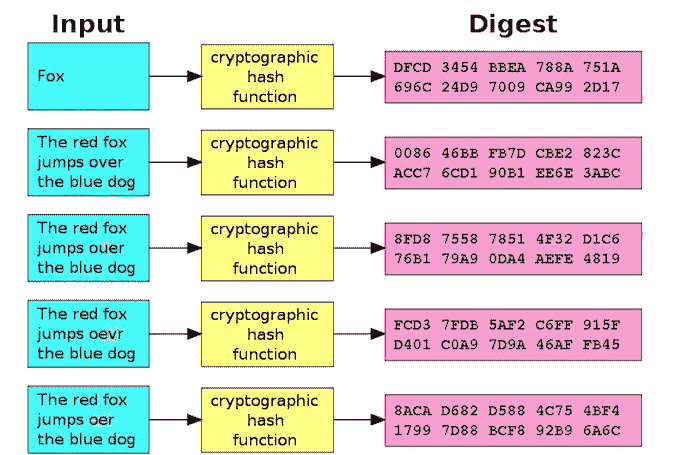 Input
Digest
Fox
cryptographic
hash
function
DFCD 3454 BBEA 788A 751A
696C 24D9 7009 CA99 2D17
The red fox
jumps over
the blue dog
cryptographic
hash
function
0086 46BB FB7D CBE2 823C
ACC7 6CD1 90B1 EE6E 3ABC
The red fox
jumps ouer
the blue dog
cryptographic
hash
function
8FD8 7558 7851 4F32 D1C6
76B1 79A9 0DA4 AEFE 4819
The red fox
jumps oevr
the blue dog
cryptographic
hash
function
FCD3 7FDB 5AF2 C6FF 915F
D401 C0A9 7D9A 46AF FB45
The red fox
jumps oer
the blue dog
cryptographic
hash
function
8ACA D682 D588 4C75 4BF4
1799 7D88 BCF8 92B9 6A6C